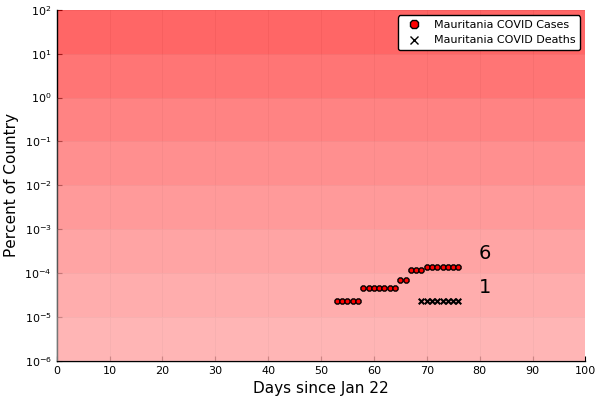 10²
Mauritania COVID Cases
Mauritania COVID Deaths
10¹
10⁰
10⁻¹
10⁻²
10⁻³
10⁻⁴
10⁻⁵
10⁻⁶
Percent of Country
6
1
0 10 20 30 40 50 60 70 80 90 100
Days since Jan 22